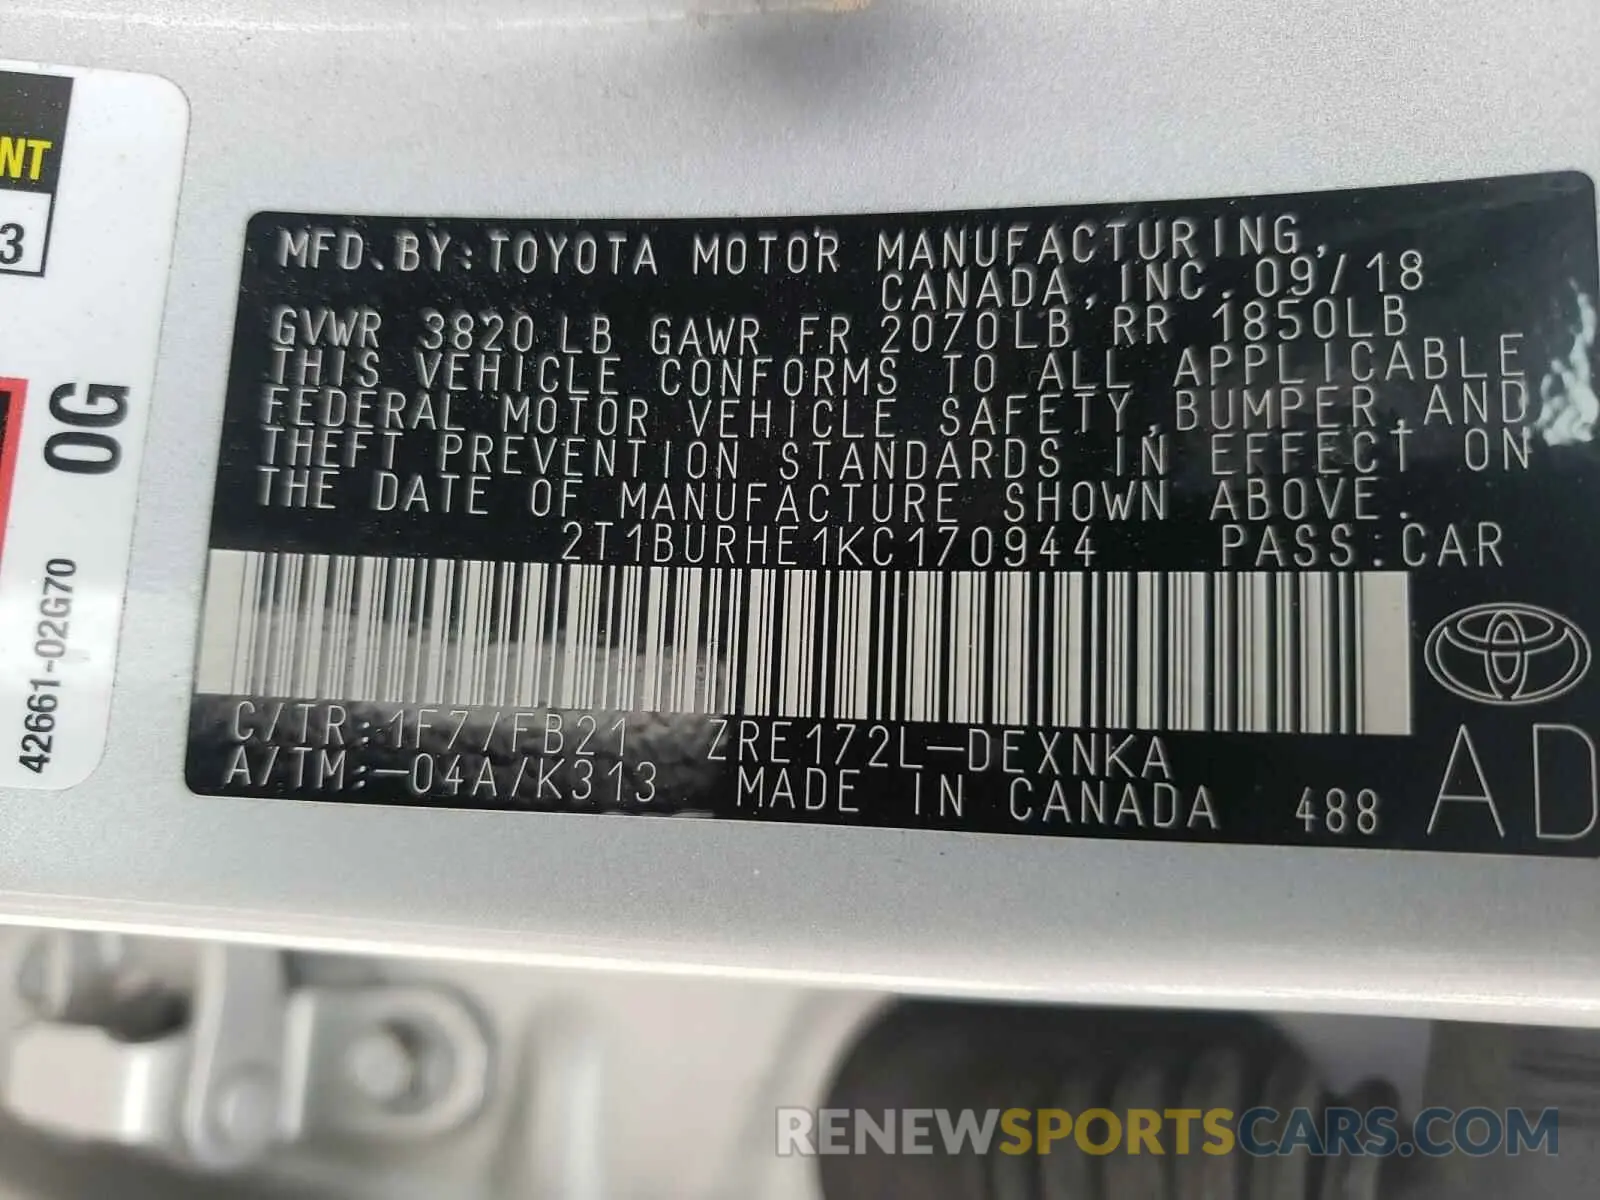 NT
3
0G
42661-02G70
MFD.BY:TOYOTA MOTOR MANUFACTURING,
CANADA,INC.09/18
GVWR 3820LB GAWR FR 2070LB RR 1850LB
THIS VEHICLE CONFORMS TO ALL APPLICABLE
FEDERAL MOTOR VEHICLE SAFETY,BUMPER,AND
THEFT PREVENTION STANDARDS IN EFFECT ON
THE DATE OF MANUFACTURE SHOWN ABOVE.
2T1BURHE1KC170944 PASS.CAR
C/TR:1F7/FB21 ZRE172L-DEXNKA
A/TM:-04A/K313 MADE IN CANADA 488 AD
RENEWSPORTSCARS.COM